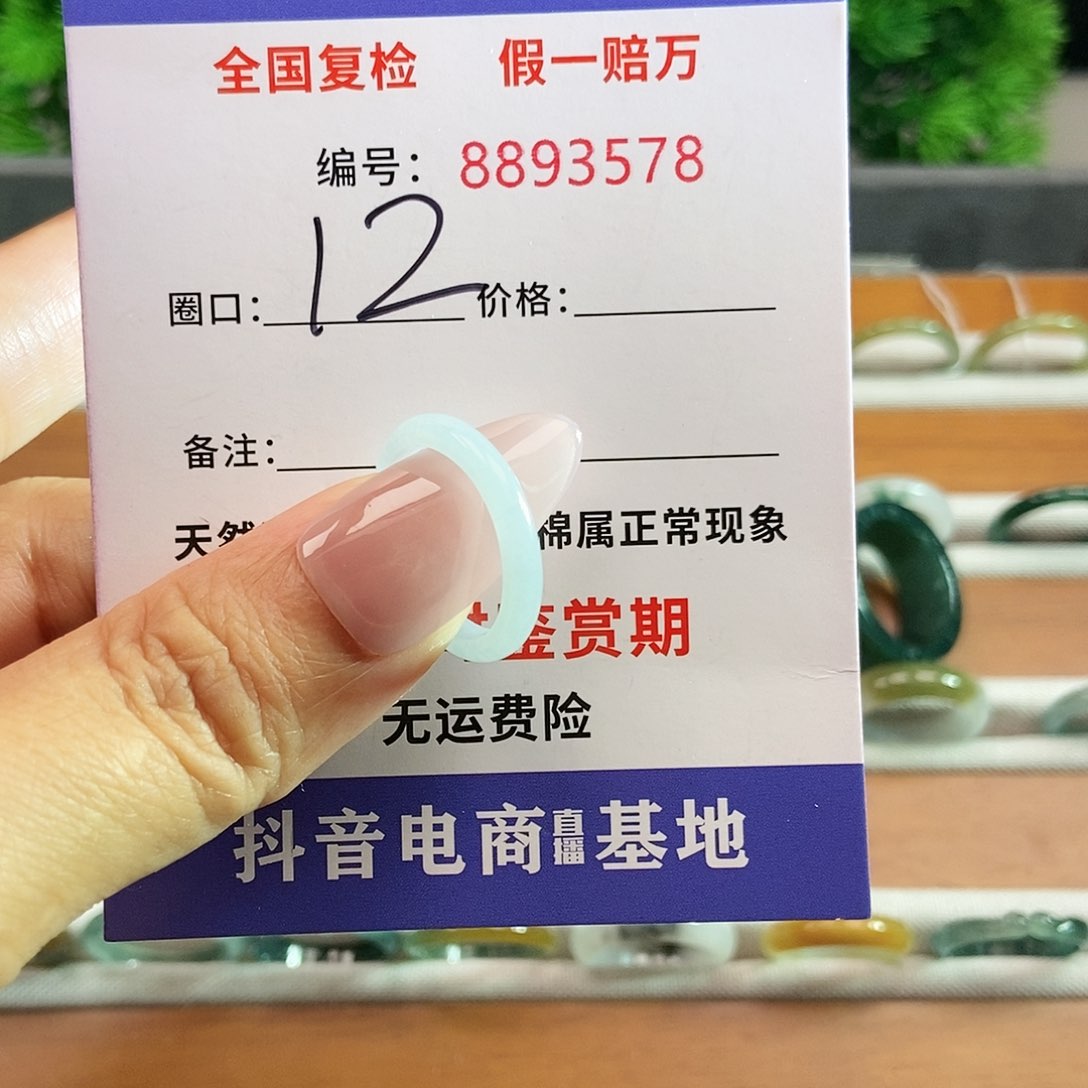 全国复检 假一赔万
编号：8893578
圈口：12 价格：
备注：
天然 棉属正常现象
鉴赏期
无运费险
抖音电商直播基地